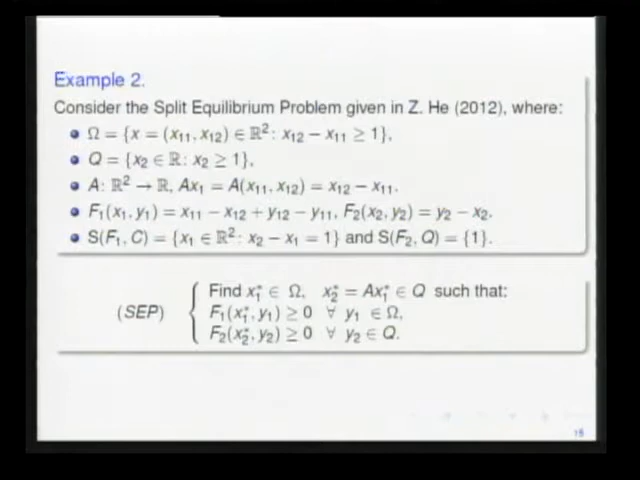 Example 2.
Consider the Split Equilibrium Problem given in Z. He (2012), where:
Ω = {x = (x₁₁, x₁₂) ∈ ℝ² : x₁₂ − x₁₁ ≥ 1},
Q = {x₂ ∈ ℝ : x₂ ≥ 1},
A : ℝ² → ℝ, Ax₁ = A(x₁₁, x₁₂) = x₁₂ − x₁₁.
F₁(x₁, y₁) = x₁₁ − x₁₂ + y₁₂ − y₁₁, F₂(x₂, y₂) = y₂ − x₂.
S(F₁, C) = {x₁ ∈ ℝ² : x₂ − x₁ = 1} and S(F₂, Q) = {1}.
Find x₁* ∈ Ω, x₂* = Ax₁* ∈ Q such that:
(SEP) { F₁(x₁*, y₁) ≥ 0 ∀ y₁ ∈ Ω,
F₂(x₂*, y₂) ≥ 0 ∀ y₂ ∈ Q.